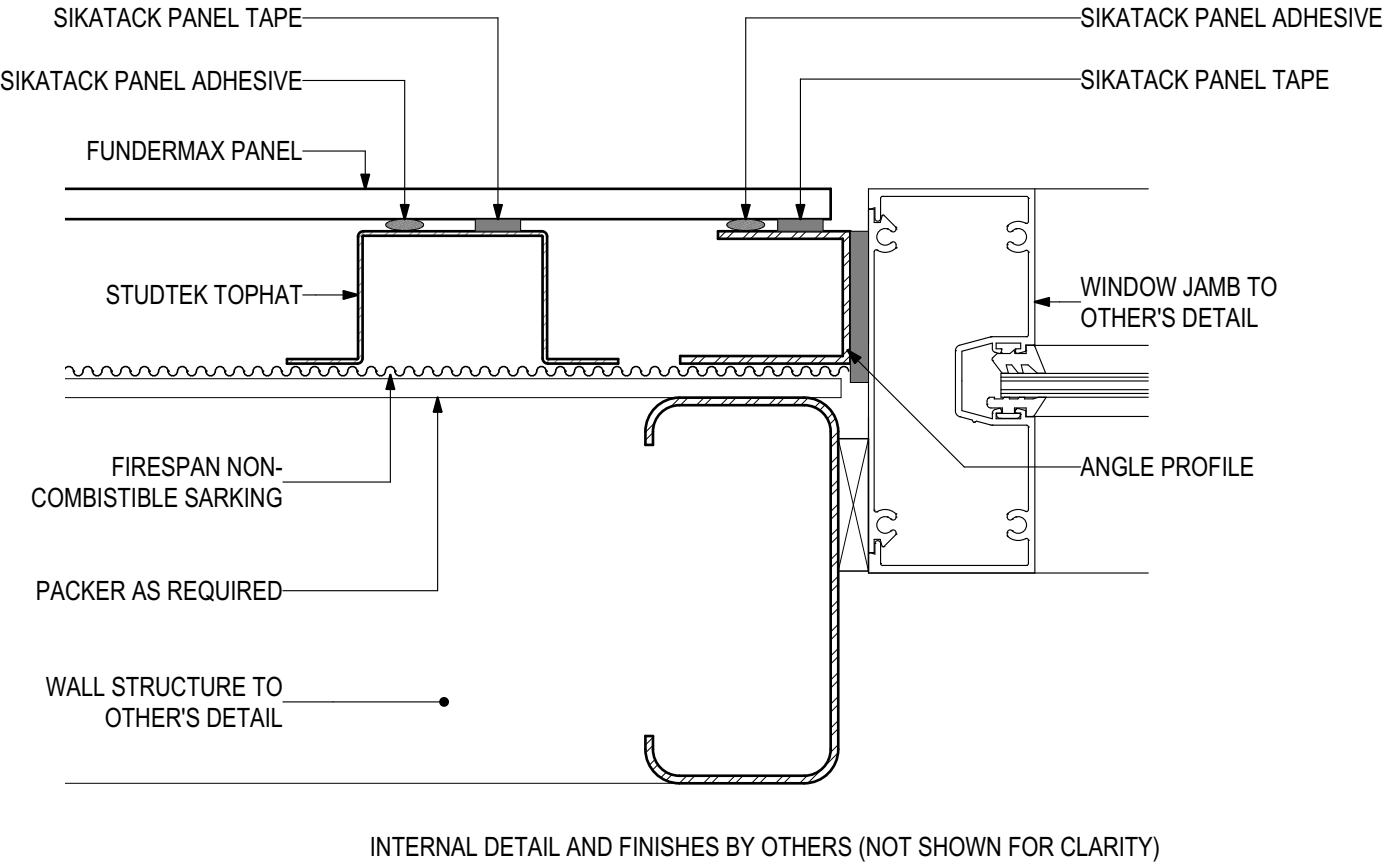 SIKATACK PANEL TAPE
SIKATACK PANEL ADHESIVE
FUNDERMAX PANEL
STUDTEK TOPHAT
FIRESPAN NON-
COMBISTIBLE SARKING
PACKER AS REQUIRED
WALL STRUCTURE TO
OTHER'S DETAIL
SIKATACK PANEL ADHESIVE
SIKATACK PANEL TAPE
WINDOW JAMB TO
OTHER'S DETAIL
ANGLE PROFILE
INTERNAL DETAIL AND FINISHES BY OTHERS (NOT SHOWN FOR CLARITY)